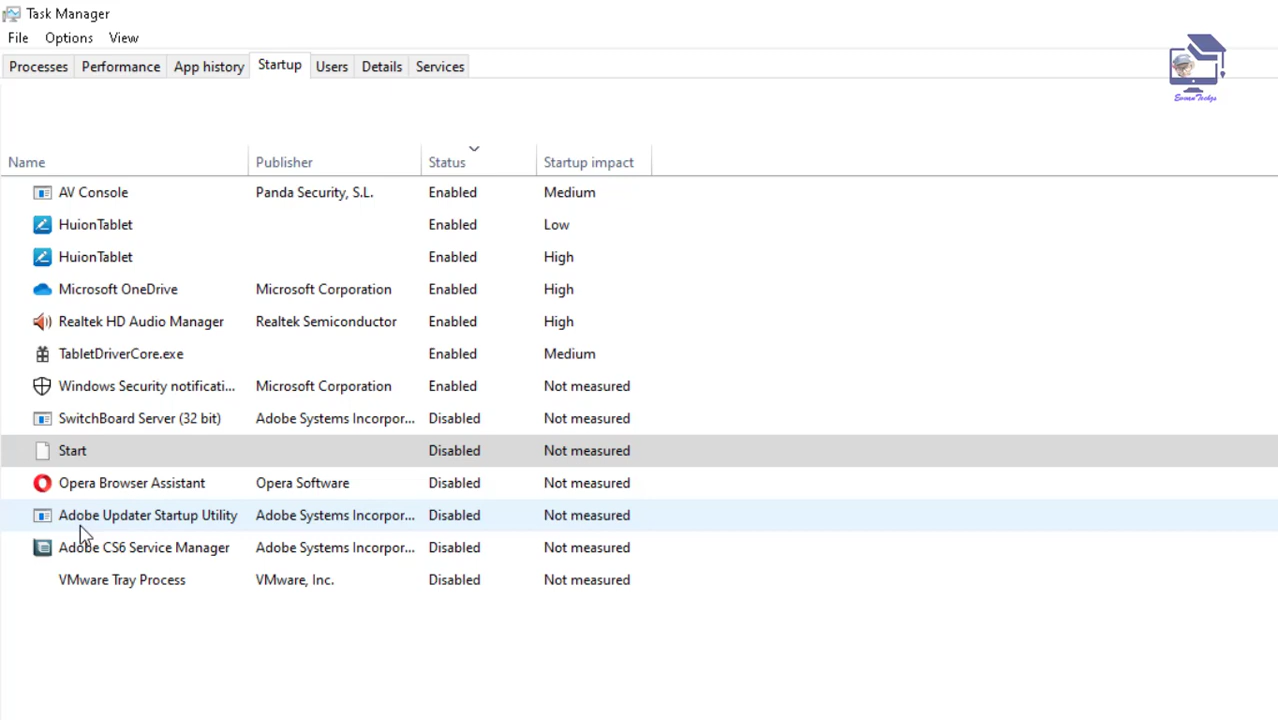 Task Manager
File Options View
Processes Performance App history Startup Users Details Services
Name Publisher Status Startup impact
AV Console Panda Security, S.L. Enabled Medium
HuionTablet Enabled Low
HuionTablet Enabled High
Microsoft OneDrive Microsoft Corporation Enabled High
Realtek HD Audio Manager Realtek Semiconductor Enabled High
TabletDriverCore.exe Enabled Medium
Windows Security notificati... Microsoft Corporation Enabled Not measured
SwitchBoard Server (32 bit) Adobe Systems Incorpor... Disabled Not measured
Start Disabled Not measured
Opera Browser Assistant Opera Software Disabled Not measured
Adobe Updater Startup Utility Adobe Systems Incorpor... Disabled Not measured
Adobe CS6 Service Manager Adobe Systems Incorpor... Disabled Not measured
VMware Tray Process VMware, Inc. Disabled Not measured